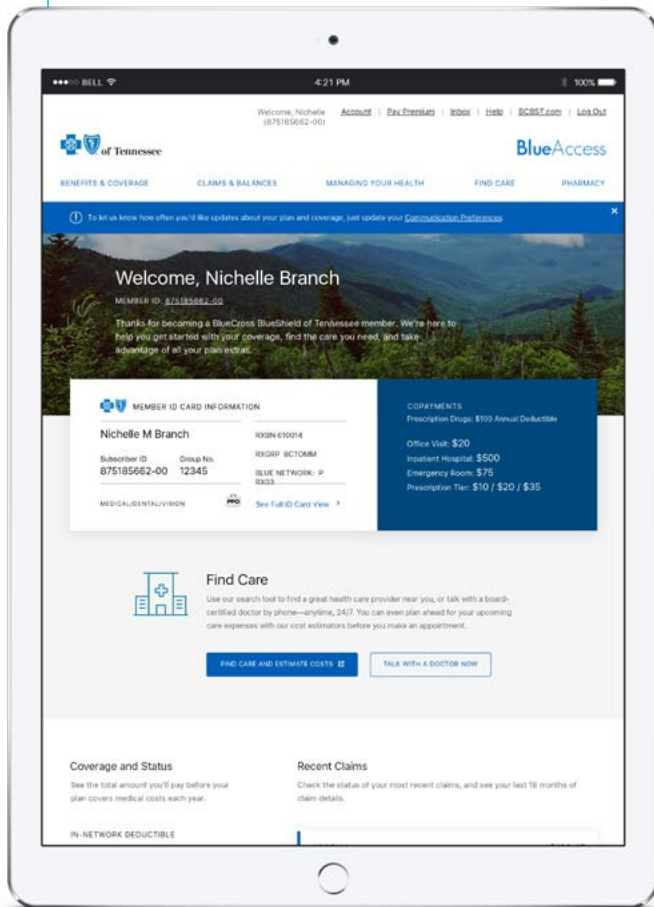 BELL 4:21 PM 100%
Welcome, Nichelle Account | Pay Premium | Inbox | Help | BCBST.com | Log Out
(875185662-00)
of Tennessee
BlueAccess
BENEFITS & COVERAGE CLAIMS & BALANCES MANAGING YOUR HEALTH FIND CARE PHARMACY
To let us know how often you'd like updates about your plan and coverage, just update your Communication Preferences.
Welcome, Nichelle Branch
MEMBER ID: 875185662-00
Thanks for becoming a BlueCross BlueShield of Tennessee member. We're here to
help you get started with your coverage, find the care you need, and take
advantage of all your plan extras.
MEMBER ID CARD INFORMATION
Nichelle M Branch
Subscriber ID Group No.
875185662-00 12345
MEDICAL/DENTAL/VISION
PPO
RXBIN 610014
RXGRP BCTOMM
BLUE NETWORK: P
RX03
See Full ID Card View
COPAYMENTS
Prescription Drugs: $100 Annual Deductible
Office Visit: $20
Inpatient Hospital: $500
Emergency Room: $75
Prescription Tier: $10 / $20 / $35
Find Care
Use our search tool to find a great health care provider near you, or talk with a board-
certified doctor by phone—anytime, 24/7. You can even plan ahead for your upcoming
care expenses with our cost estimators before you make an appointment.
FIND CARE AND ESTIMATE COSTS
TALK WITH A DOCTOR NOW
Coverage and Status
See the total amount you'll pay before your
plan covers medical costs each year.
IN-NETWORK DEDUCTIBLE
Recent Claims
Check the status of your most recent claims, and see your last 18 months of
claim details.